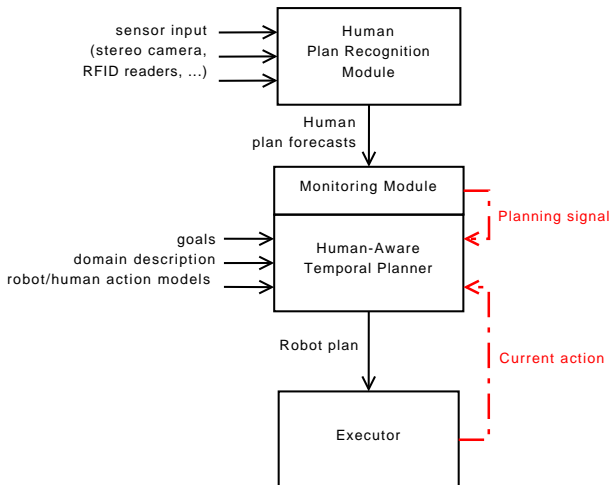 sensor input
(stereo camera,
RFID readers, ...)
Human
Plan Recognition
Module
Human
plan forecasts
Monitoring Module
Planning signal
goals
domain description
robot/human action models
Human-Aware
Temporal Planner
Robot plan
Current action
Executor